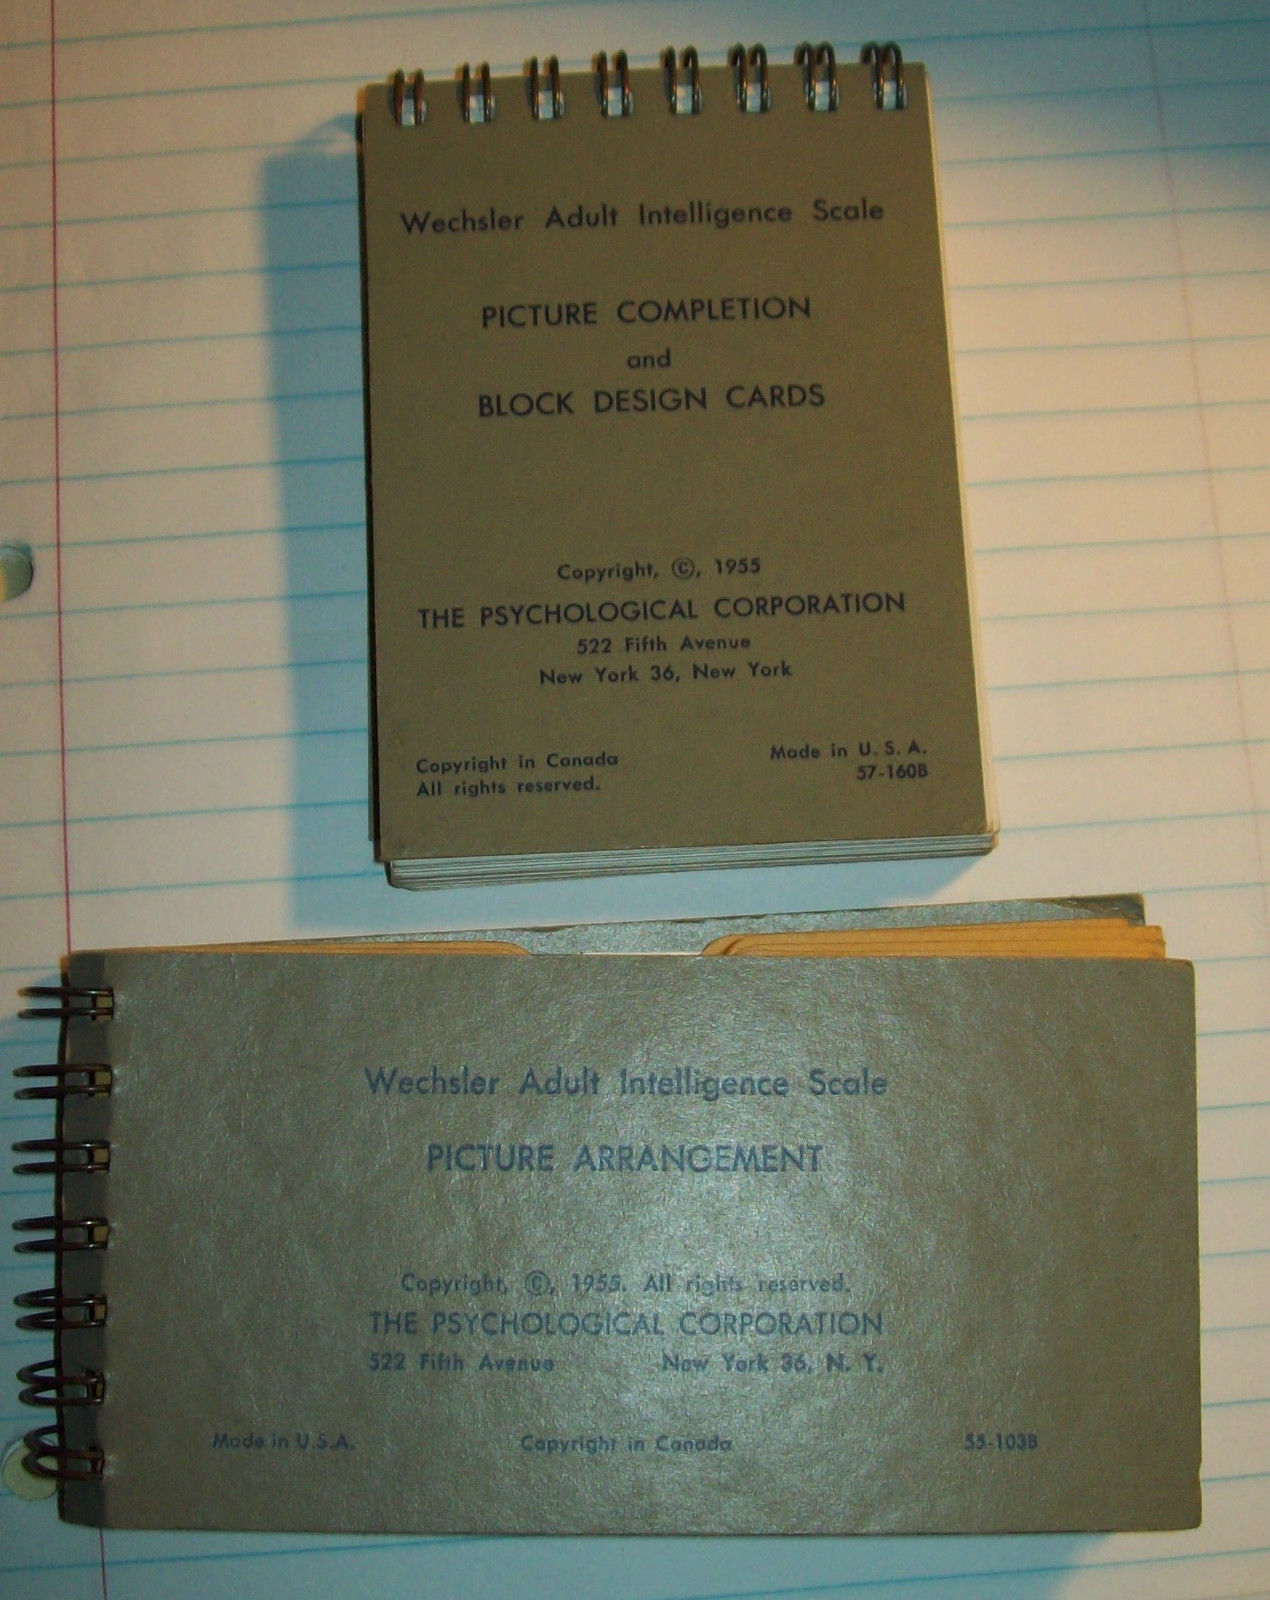 Wechsler Adult Intelligence Scale
PICTURE COMPLETION
and
BLOCK DESIGN CARDS
Copyright, ©, 1955
THE PSYCHOLOGICAL CORPORATION
522 Fifth Avenue
New York 36, New York
Copyright in Canada
All rights reserved.
Made in U. S. A.
57-160B
Wechsler Adult Intelligence Scale
PICTURE ARRANGEMENT
Copyright, ©, 1955. All rights reserved.
THE PSYCHOLOGICAL CORPORATION
522 Fifth Avenue New York 36, N. Y.
Made in U.S.A. Copyright in Canada 55-103B